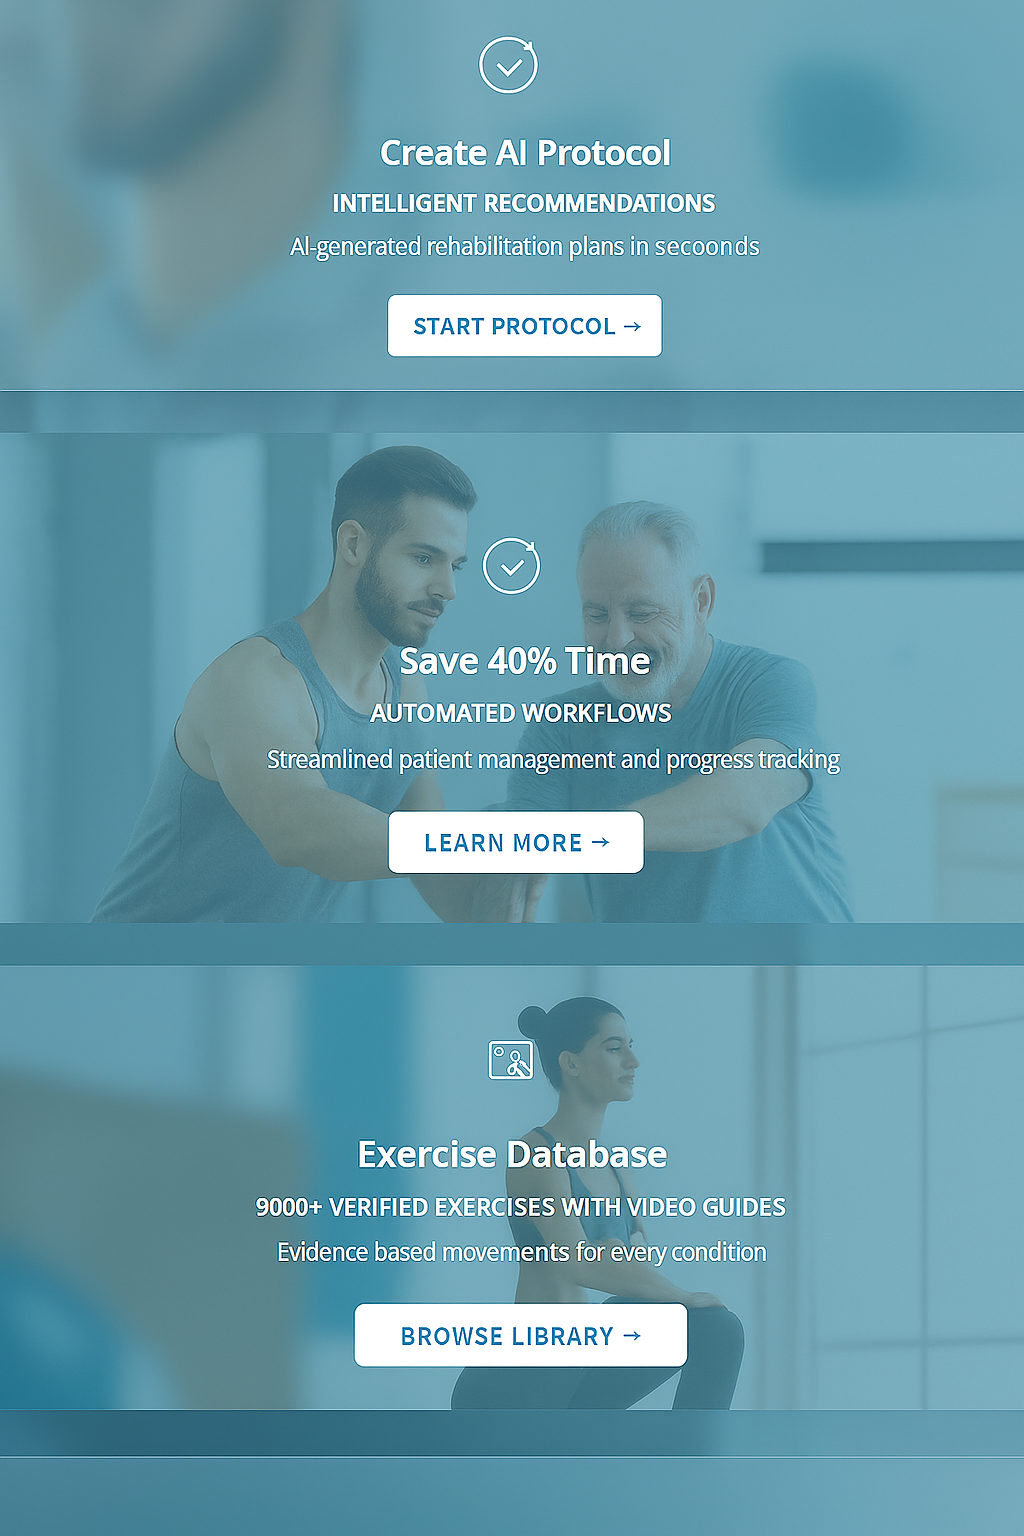 Create AI Protocol
INTELLIGENT RECOMMENDATIONS
AI-generated rehabilitation plans in secoonds
START PROTOCOL →
Save 40% Time
AUTOMATED WORKFLOWS
Streamlined patient management and progress tracking
LEARN MORE →
Exercise Database
9000+ VERIFIED EXERCISES WITH VIDEO GUIDES
Evidence based movements for every condition
BROWSE LIBRARY →